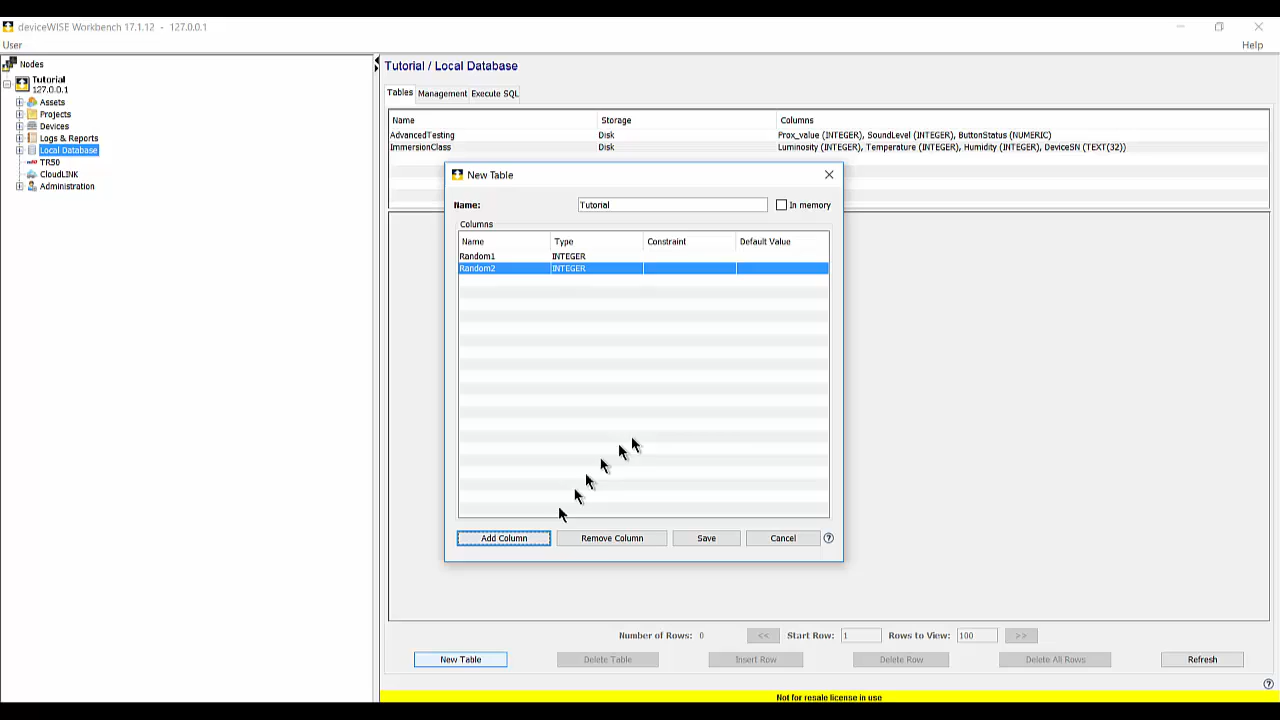 deviceWISE Workbench 17.1.12 - 127.0.0.1
User
Help
Nodes
Tutorial
127.0.0.1
Assets
Projects
Devices
Logs & Reports
Local Database
TR50
CloudLINK
Administration
Tutorial / Local Database
Tables Management Execute SQL
Name Storage Columns
AdvancedTesting Disk Prox_value (INTEGER), SoundLevel (INTEGER), ButtonStatus (NUMERIC)
ImmersionClass Disk Luminosity (INTEGER), Temperature (INTEGER), Humidity (INTEGER), DeviceSN (TEXT(32))
New Table
Name: Tutorial In memory
Columns
Name Type Constraint Default Value
Random1 INTEGER
Random2 INTEGER
Add Column Remove Column Save Cancel ?
Number of Rows: 0 << Start Row: 1 Rows to View: 100 >>
New Table Delete Table Insert Row Delete Row Delete All Rows Refresh
?
Not for resale license in use